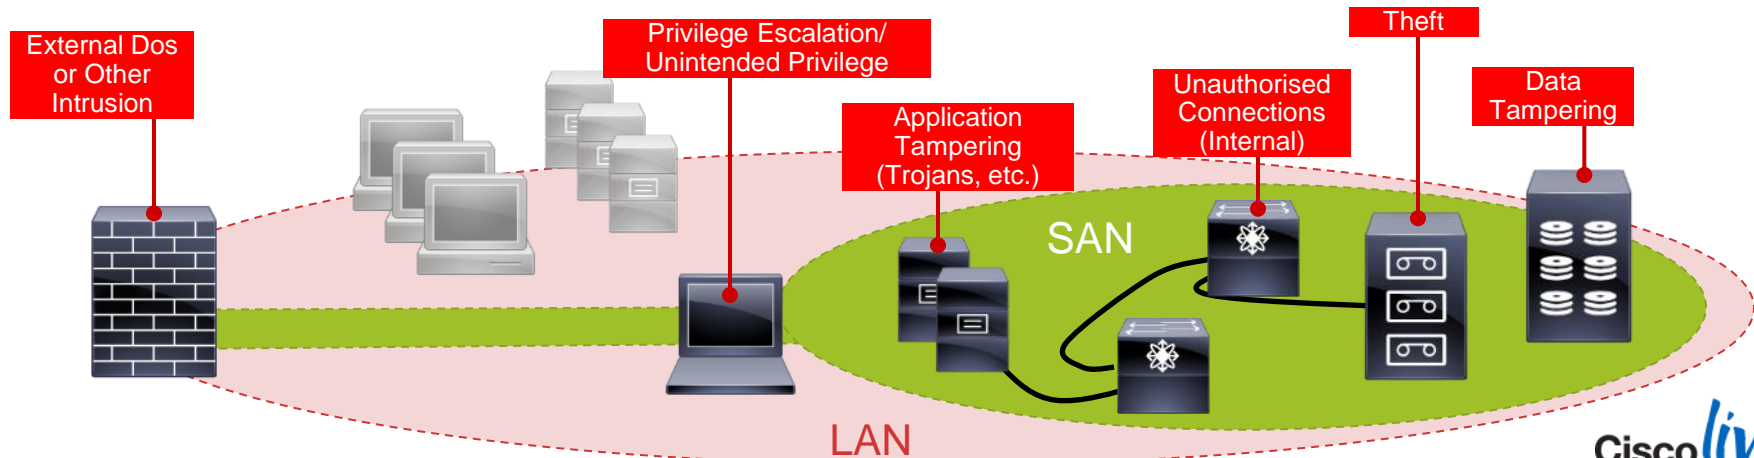 External Dos
or Other
Intrusion
Privilege Escalation/
Unintended Privilege
Application
Tampering
(Trojans, etc.)
Unauthorised
Connections
(Internal)
Theft
Data
Tampering
SAN
LAN
Cisco